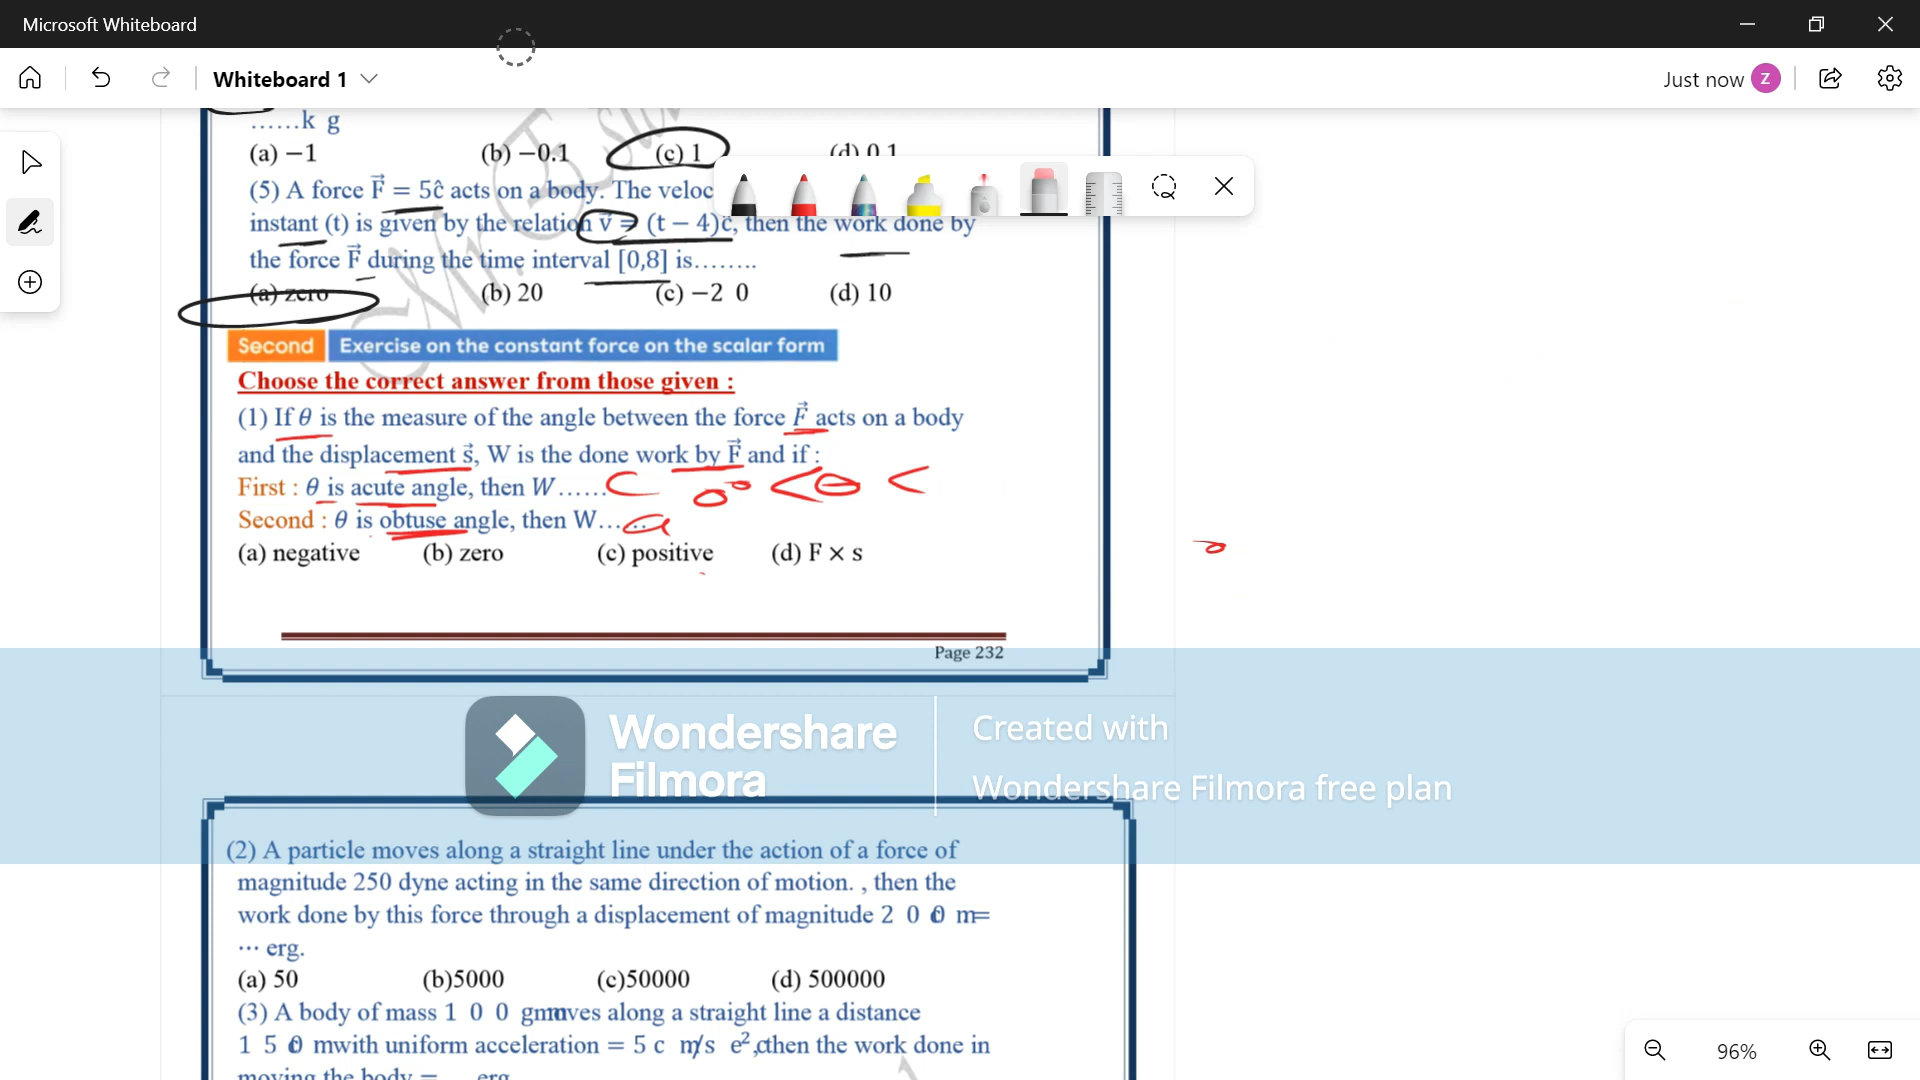 Microsoft Whiteboard
Whiteboard 1
Just now Z
......k g
(a) −1 (b) −0.1 (c) 1 (d) 0.1
(5) A force F⃗ = 5ĉ acts on a body. The veloc
instant (t) is given by the relation v⃗ = (t − 4)ĉ, then the work done by
the force F⃗ during the time interval [0,8] is........
(a) zero (b) 20 (c) −2 0 (d) 10
Second Exercise on the constant force on the scalar form
Choose the correct answer from those given :
(1) If θ is the measure of the angle between the force F⃗ acts on a body
and the displacement s⃗, W is the done work by F⃗ and if :
First : θ is acute angle, then W...... c 0° < θ <
Second : θ is obtuse angle, then W...... a
(a) negative (b) zero (c) positive (d) F × s
Page 232
Wondershare Filmora
Created with
Wondershare Filmora free plan
(2) A particle moves along a straight line under the action of a force of
magnitude 250 dyne acting in the same direction of motion. , then the
work done by this force through a displacement of magnitude 2 0 0 m=
··· erg.
(a) 50 (b)5000 (c)50000 (d) 500000
(3) A body of mass 1 0 0 gm moves along a straight line a distance
1 5 0 mwith uniform acceleration = 5 c m/s e², then the work done in
moving the body = erg
96%